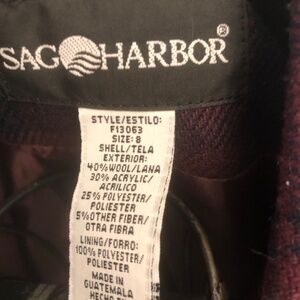 SAG HARBOR®
STYLE/ESTILO:
F13063
SIZE: 8
SHELL/TELA
EXTERIOR:
40%WOOL/LANA
30% ACRYLIC/
ACRILICO
25% POLYESTER/
POLIESTER
5%OTHER FIBER/
OTRA FIBRA
LINING/FORRO:
100% POLYESTER/
POLIESTER
MADE IN
GUATEMALA
HECHO